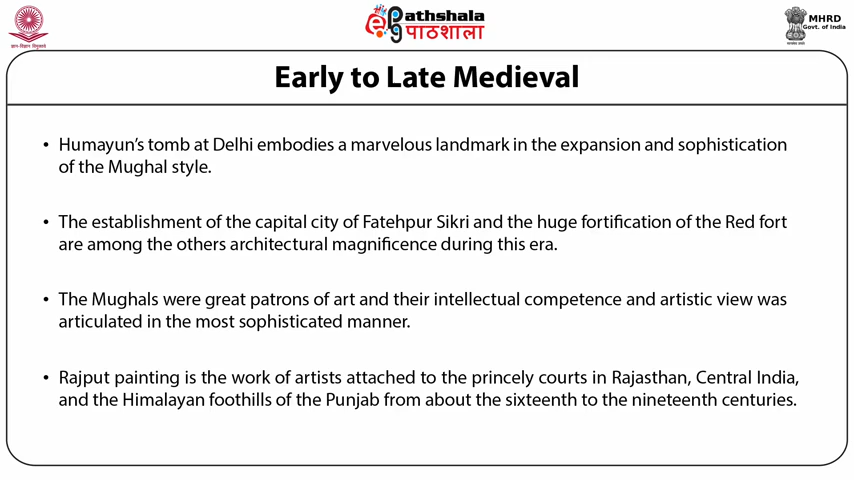 ePathshala
पाठशाला
MHRD
Govt. of India
Early to Late Medieval
• Humayun's tomb at Delhi embodies a marvelous landmark in the expansion and sophistication
of the Mughal style.
• The establishment of the capital city of Fatehpur Sikri and the huge fortification of the Red fort
are among the others architectural magnificence during this era.
• The Mughals were great patrons of art and their intellectual competence and artistic view was
articulated in the most sophisticated manner.
• Rajput painting is the work of artists attached to the princely courts in Rajasthan, Central India,
and the Himalayan foothills of the Punjab from about the sixteenth to the nineteenth centuries.